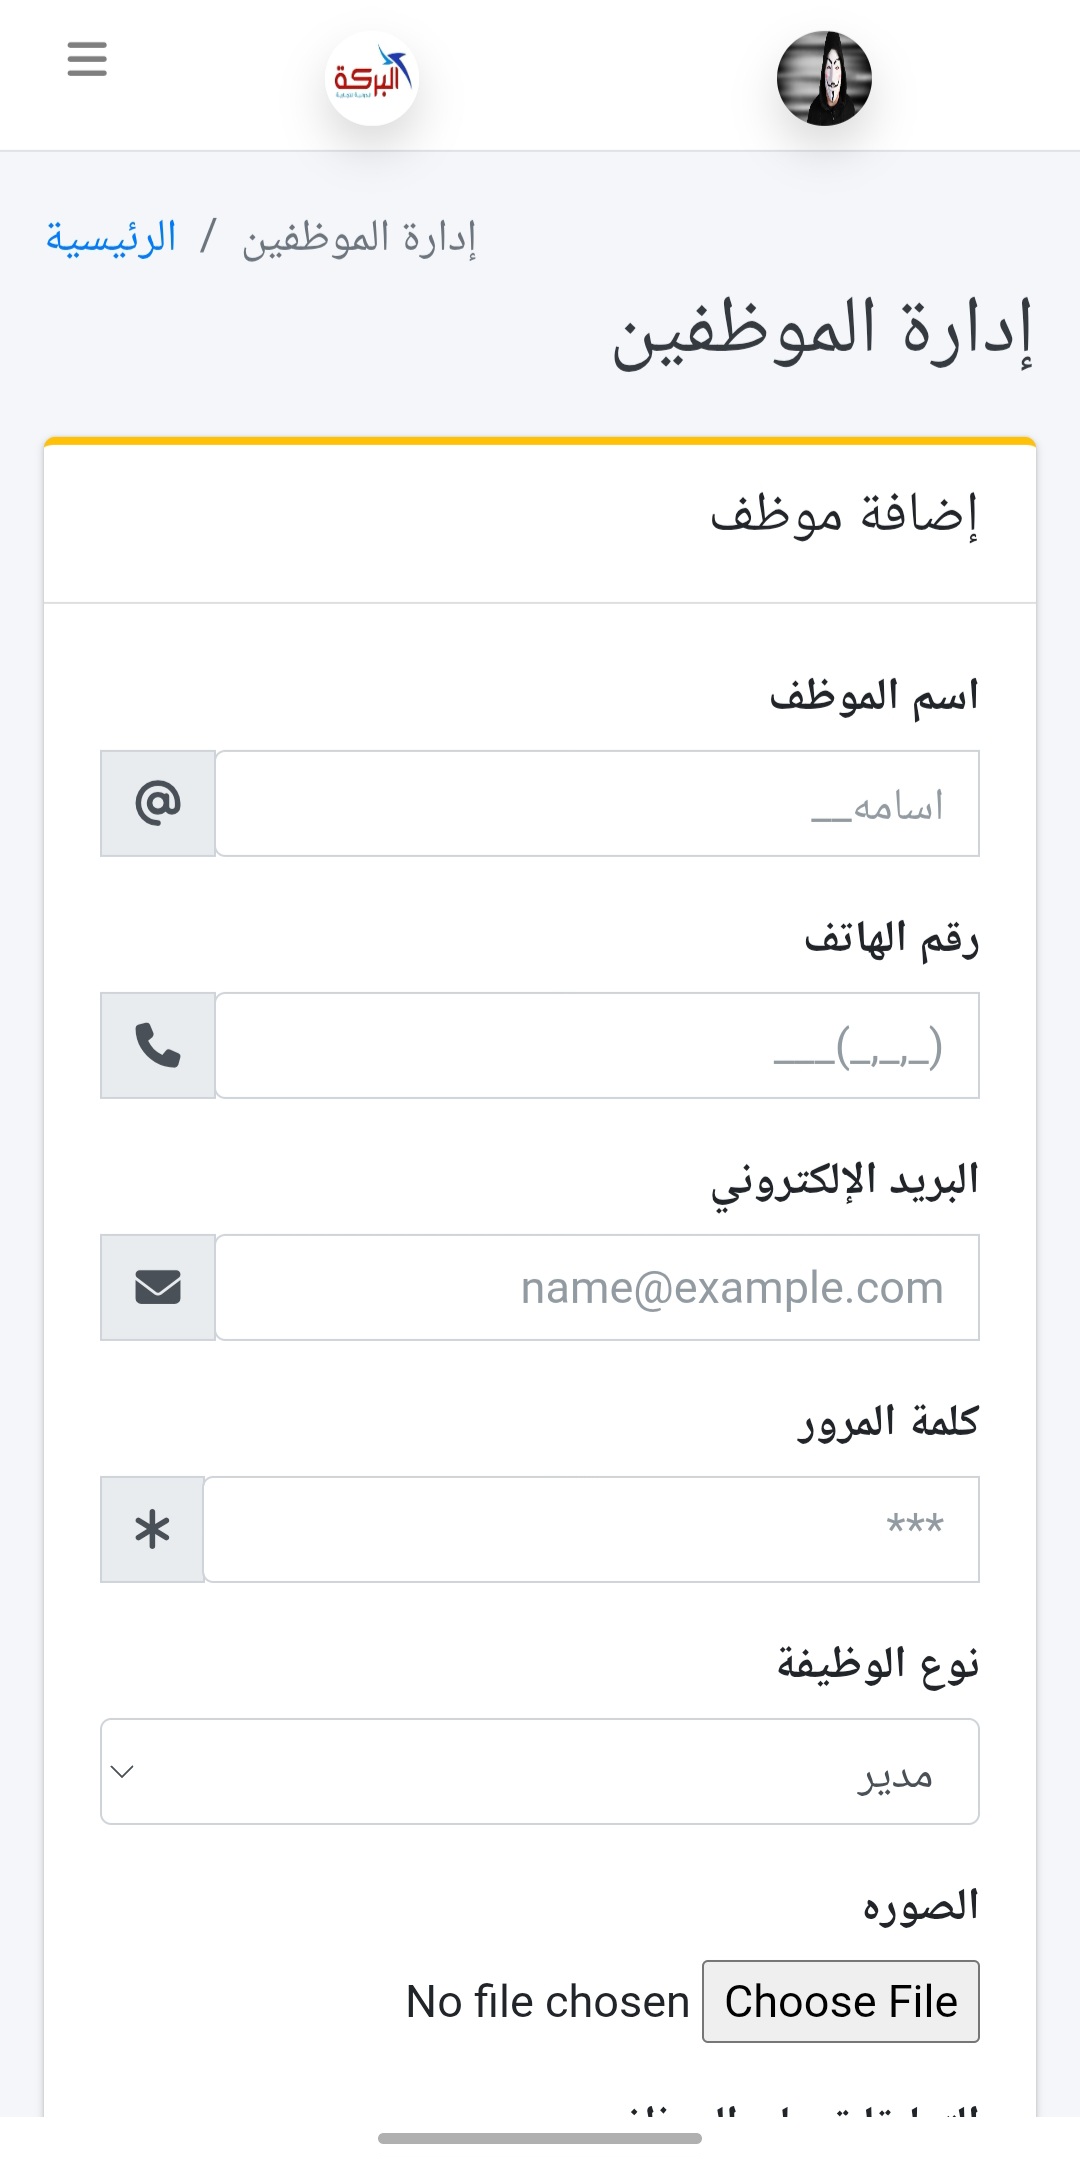 البركة
الرئيسية / إدارة الموظفين
إدارة الموظفين
إضافة موظف
اسم الموظف
اسامه__
رقم الهاتف
(_,_,_)___
البريد الإلكتروني
name@example.com
كلمة المرور
***
نوع الوظيفة
مدير
الصوره
Choose File No file chosen